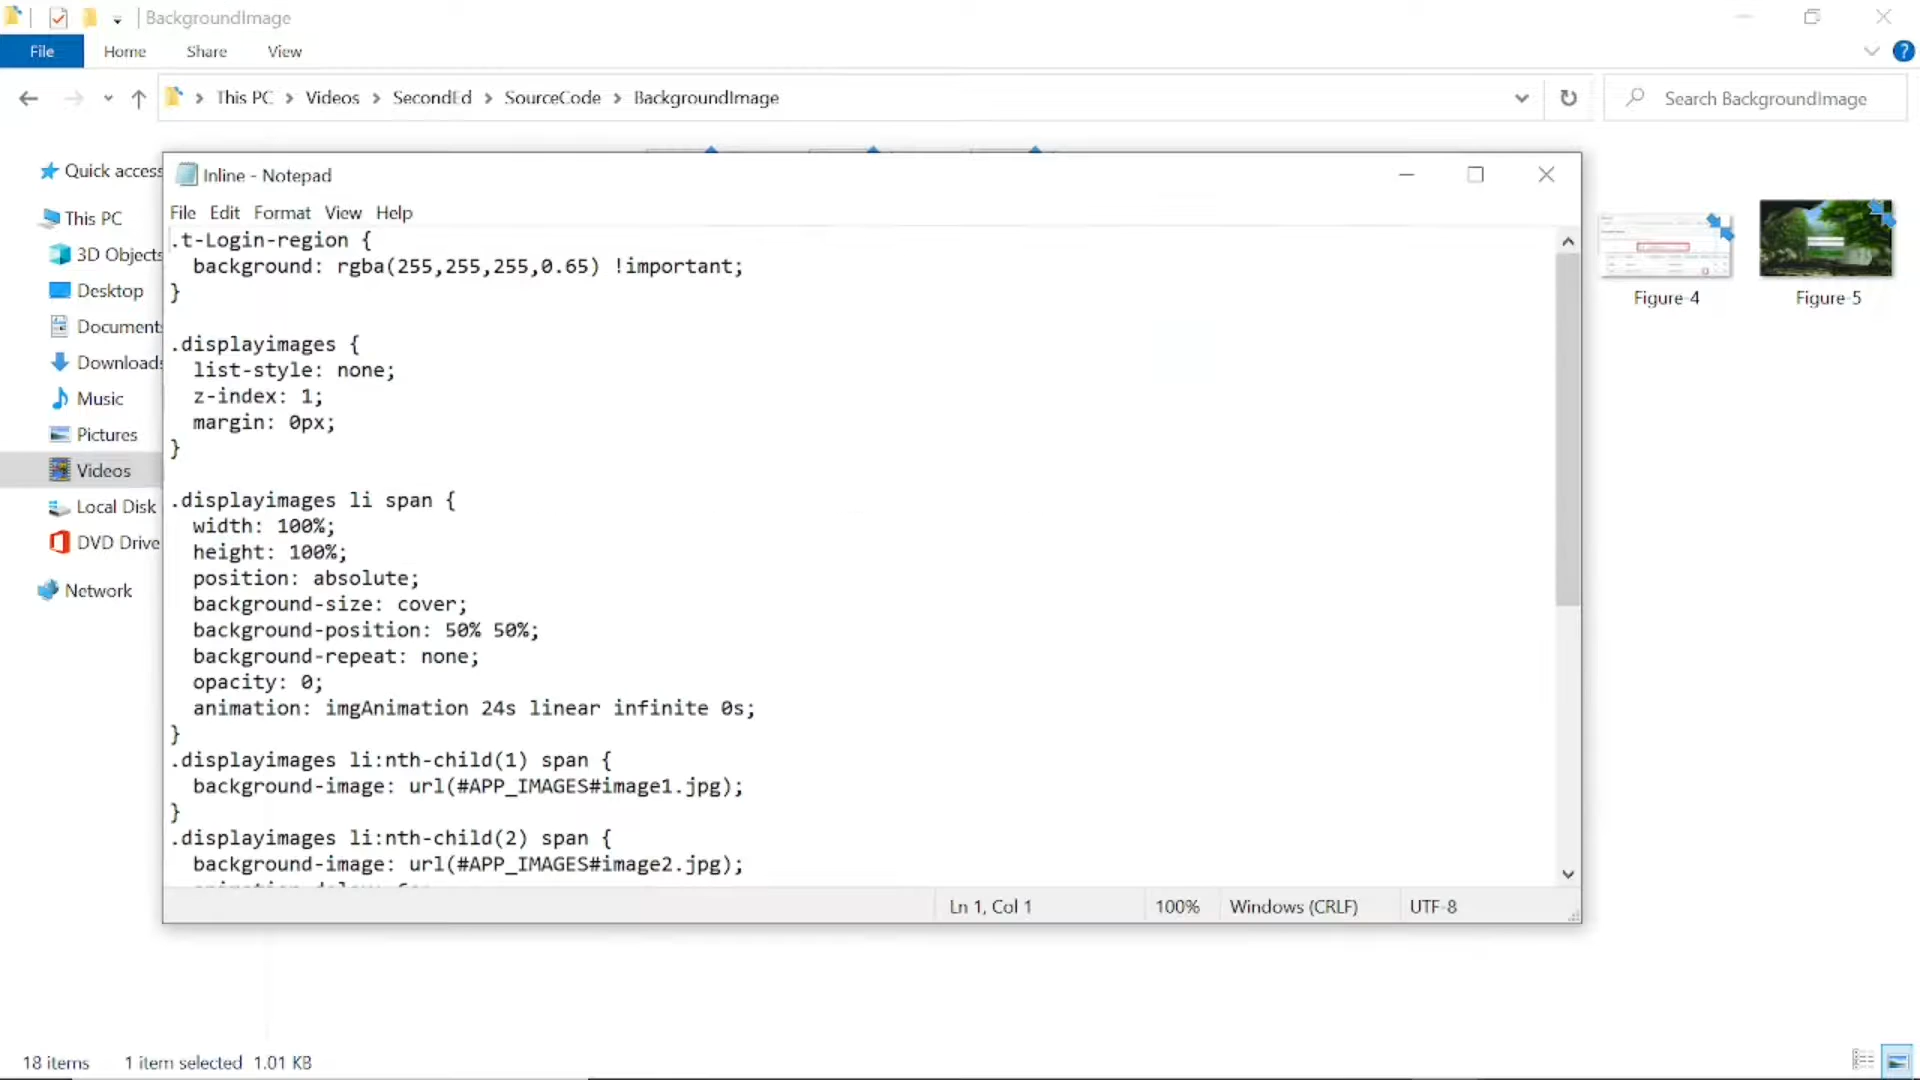 BackgroundImage
File Home Share View
This PC Videos SecondEd SourceCode BackgroundImage
Search BackgroundImage
Quick access
This PC
3D Objects
Desktop
Documents
Downloads
Music
Pictures
Videos
Local Disk
DVD Drive
Network
Inline - Notepad
File Edit Format View Help
.t-Login-region {
  background: rgba(255,255,255,0.65) !important;
}
.displayimages {
  list-style: none;
  z-index: 1;
  margin: 0px;
}
.displayimages li span {
  width: 100%;
  height: 100%;
  position: absolute;
  background-size: cover;
  background-position: 50% 50%;
  background-repeat: none;
  opacity: 0;
  animation: imgAnimation 24s linear infinite 0s;
}
.displayimages li:nth-child(1) span {
  background-image: url(#APP_IMAGES#image1.jpg);
}
.displayimages li:nth-child(2) span {
  background-image: url(#APP_IMAGES#image2.jpg);
Ln 1, Col 1 100% Windows (CRLF) UTF-8
Figure-4
Figure-5
18 items 1 item selected 1.01 KB